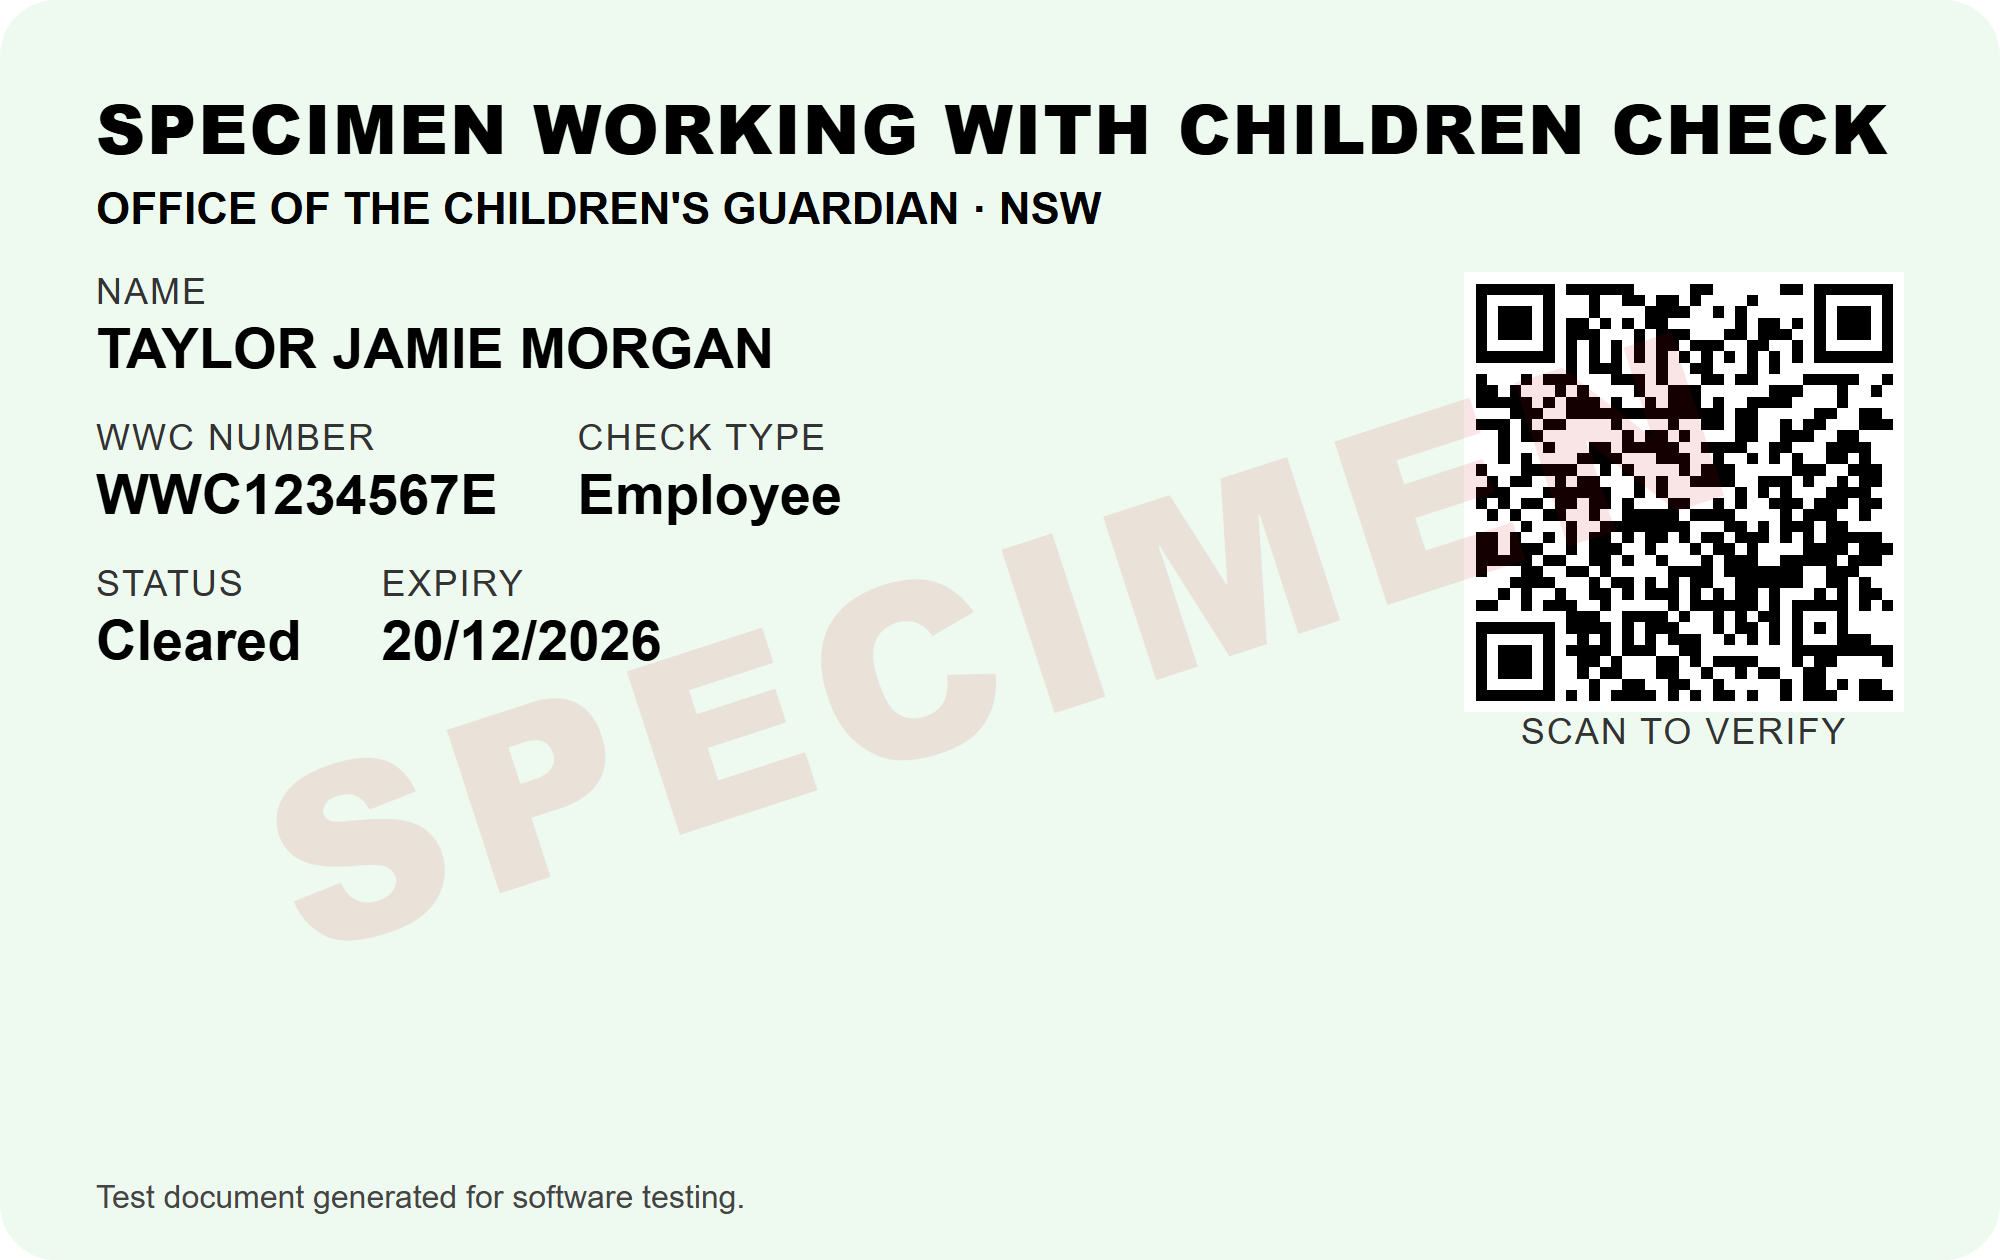 SPECIMEN WORKING WITH CHILDREN CHECK
OFFICE OF THE CHILDREN'S GUARDIAN · NSW
NAME
TAYLOR JAMIE MORGAN
WWC NUMBER CHECK TYPE
WWC1234567E Employee
STATUS EXPIRY
Cleared 20/12/2026
SCAN TO VERIFY
SPECIMEN
Test document generated for software testing.